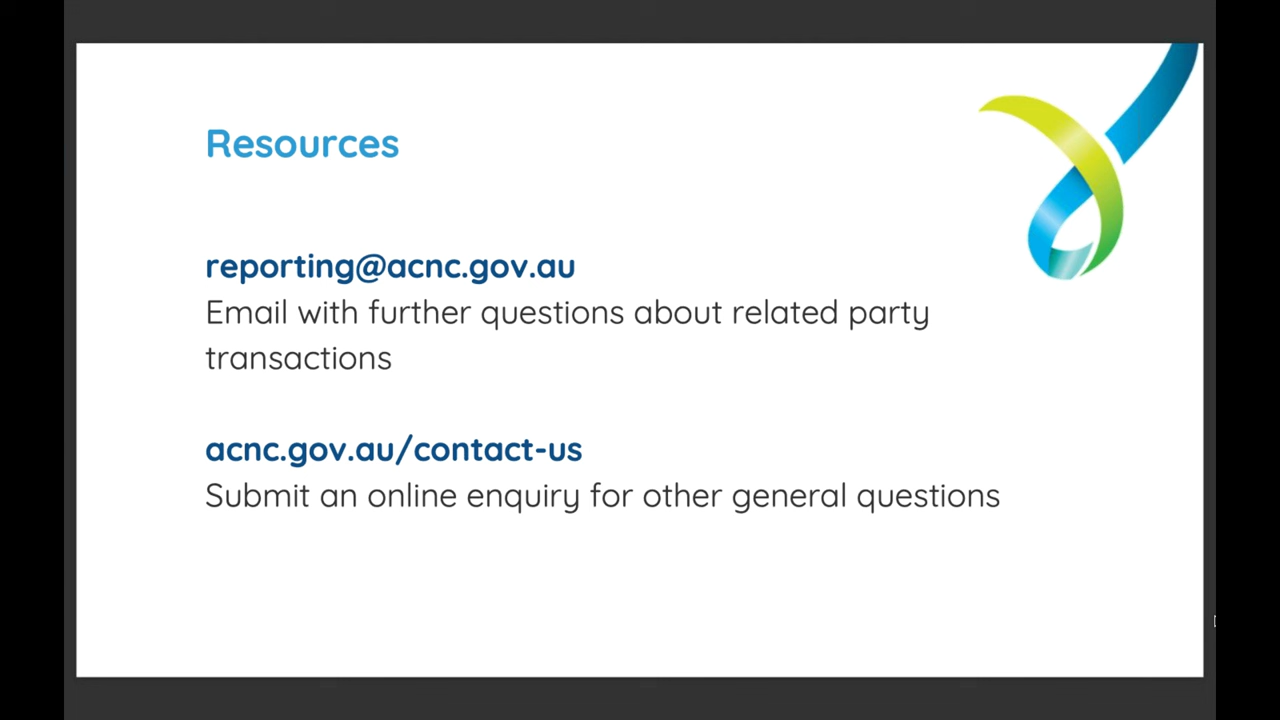 Resources
reporting@acnc.gov.au
Email with further questions about related party
transactions
acnc.gov.au/contact-us
Submit an online enquiry for other general questions